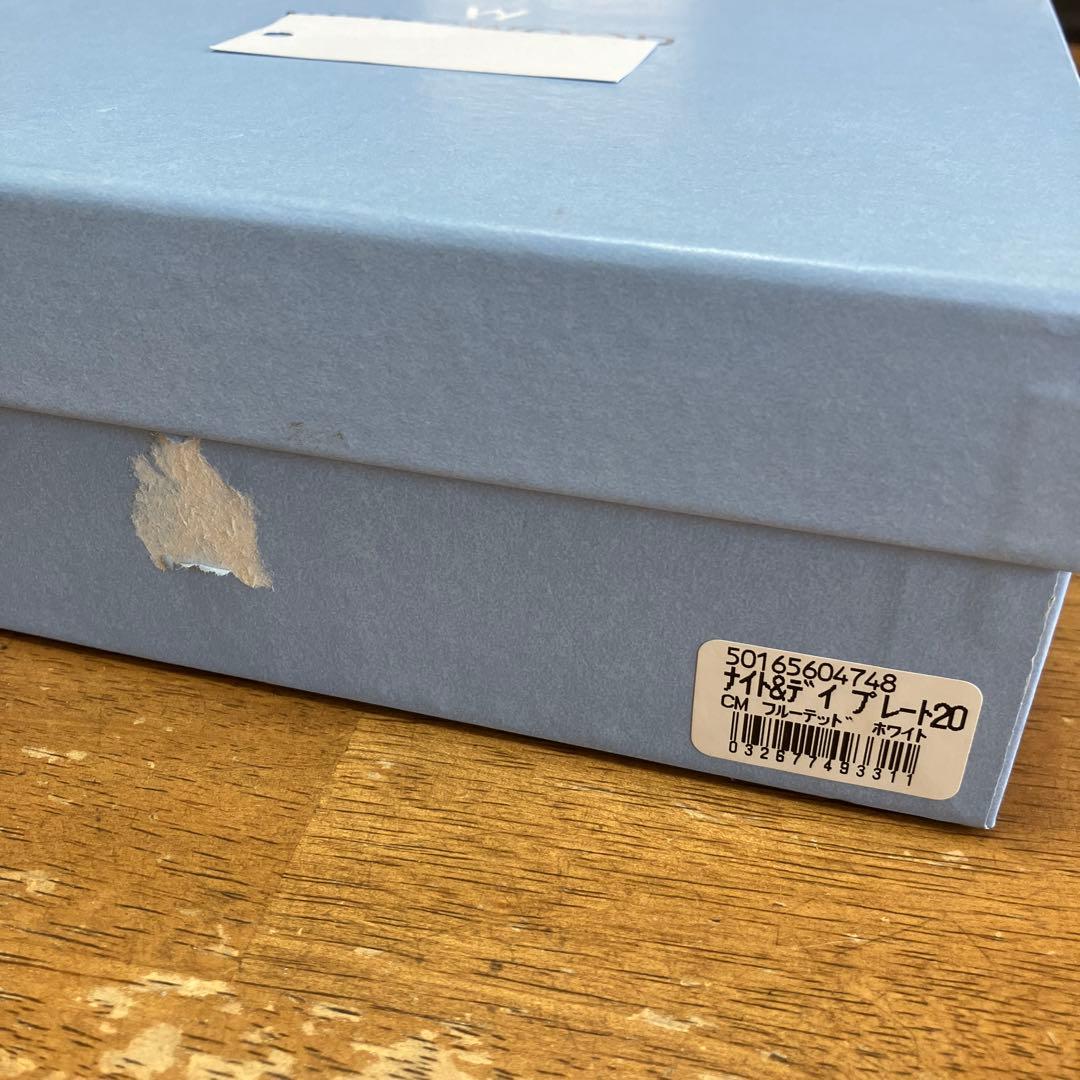 50165604748
ﾅｲﾄ&ﾃﾞｲ ﾌﾟﾚｰﾄ20
CM ﾌﾙｰﾃｯﾄﾞ ﾎﾜｲﾄ
032677493311